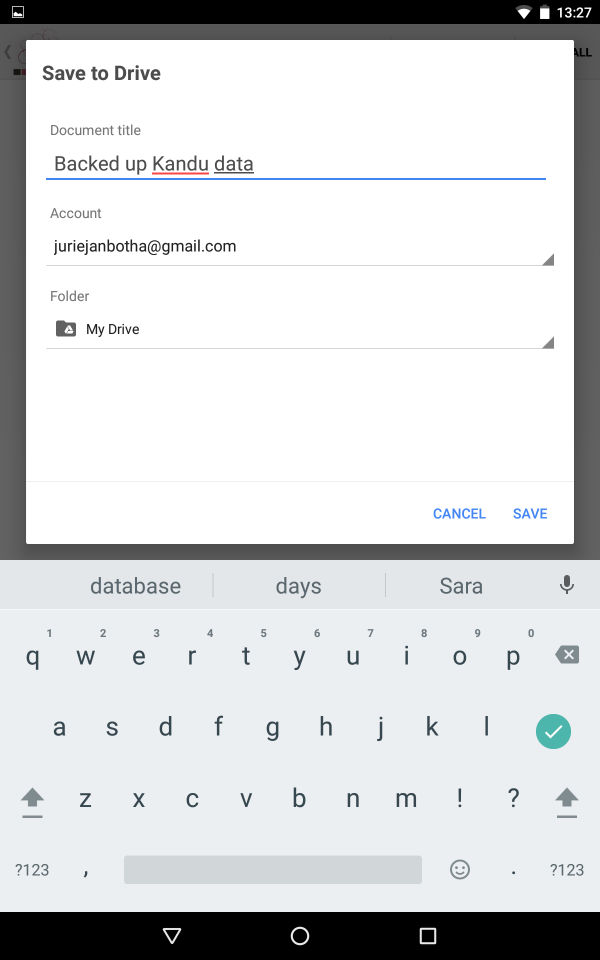 13:27
ALL
Save to Drive
Document title
Backed up Kandu data
Account
juriejanbotha@gmail.com
Folder
My Drive
CANCEL SAVE
database days Sara
1 2 3 4 5 6 7 8 9 0
q w e r t y u i o p
a s d f g h j k l
z x c v b n m ! ?
?123 , . ?123